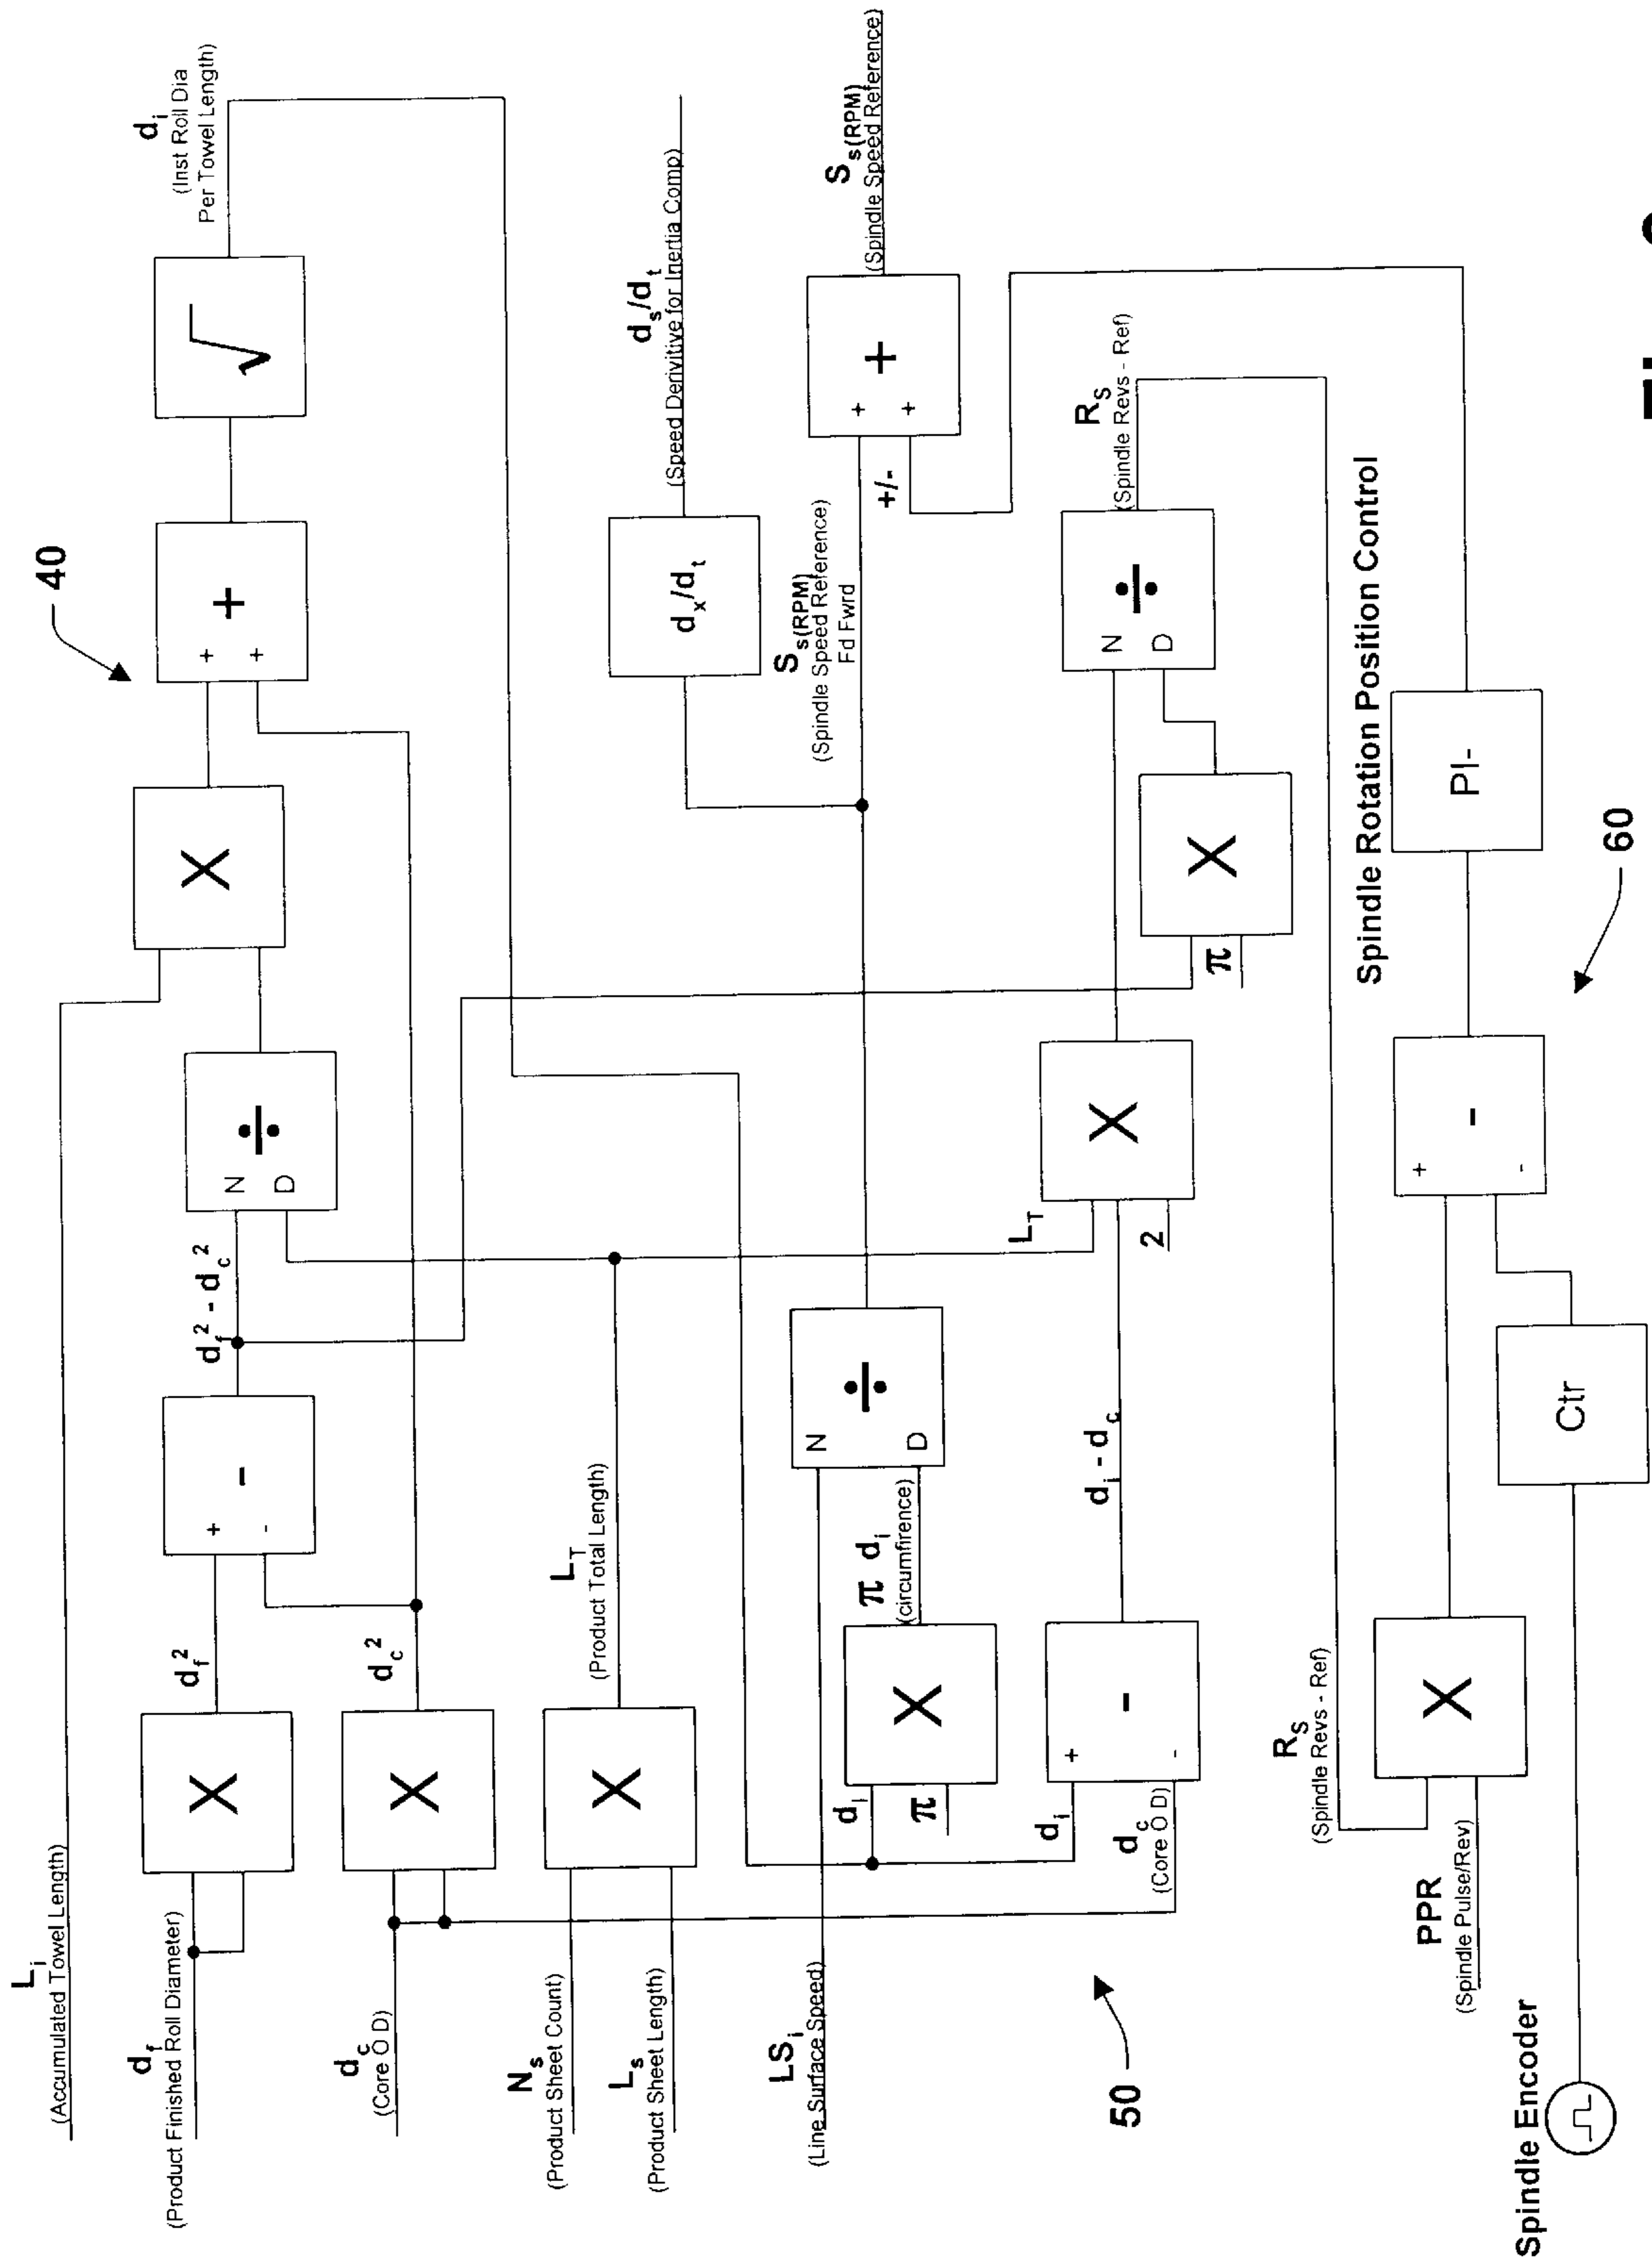 40
L_i
(Accumulated Towel Length)
d_f
(Product Finished Roll Diameter)
X
d_f^2
+
-
-
d_f^2 - d_c^2
N
D
÷
X
+
+
+
√
d_i
(Inst Roll Dia
Per Towel Length)
d_c
(Core O D)
X
d_c^2
N_s
(Product Sheet Count)
L_s
(Product Sheet Length)
X
L_T
(Product Total Length)
d_x/d_t
d_s/d_t
(Speed Derivitive for Inertia Comp)
LS_i
(Line Surface Speed)
d_i
π
X
π d_i
(circumfirence)
N
D
÷
S_s(RPM)
(Spindle Speed Reference)
Fd Fwrd
+/-
+
+
+
S_s(RPM)
(Spindle Speed Reference)
50
d_i
d_c
(Core O D)
+
-
-
d_i - d_c
L_T
2
X
π
X
N
D
÷
R_S
(Spindle Revs - Ref)
Spindle Rotation Position Control
R_S
(Spindle Revs - Ref)
PPR
(Spindle Pulse/Rev)
X
+
-
-
PI-
Spindle Encoder
Ctr
60